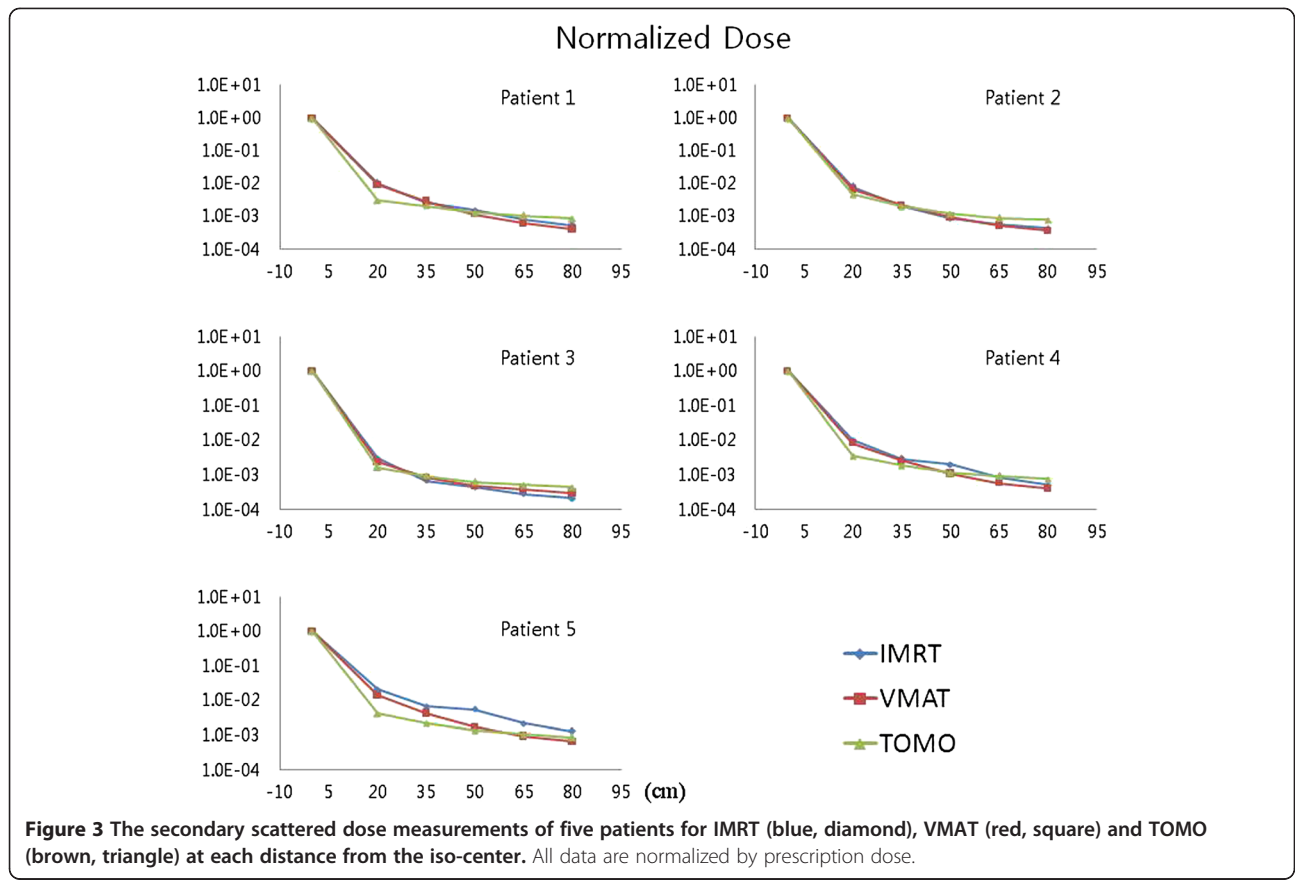 Normalized Dose
Patient 1
1.0E+01
1.0E+00
1.0E-01
1.0E-02
1.0E-03
1.0E-04
-10 5 20 35 50 65 80 95
Patient 2
1.0E+01
1.0E+00
1.0E-01
1.0E-02
1.0E-03
1.0E-04
-10 5 20 35 50 65 80 95
Patient 3
1.0E+01
1.0E+00
1.0E-01
1.0E-02
1.0E-03
1.0E-04
-10 5 20 35 50 65 80 95
Patient 4
1.0E+01
1.0E+00
1.0E-01
1.0E-02
1.0E-03
1.0E-04
-10 5 20 35 50 65 80 95
Patient 5
1.0E+01
1.0E+00
1.0E-01
1.0E-02
1.0E-03
1.0E-04
-10 5 20 35 50 65 80 95 (cm)
IMRT
VMAT
TOMO
Figure 3 The secondary scattered dose measurements of five patients for IMRT (blue, diamond), VMAT (red, square) and TOMO
(brown, triangle) at each distance from the iso-center. All data are normalized by prescription dose.